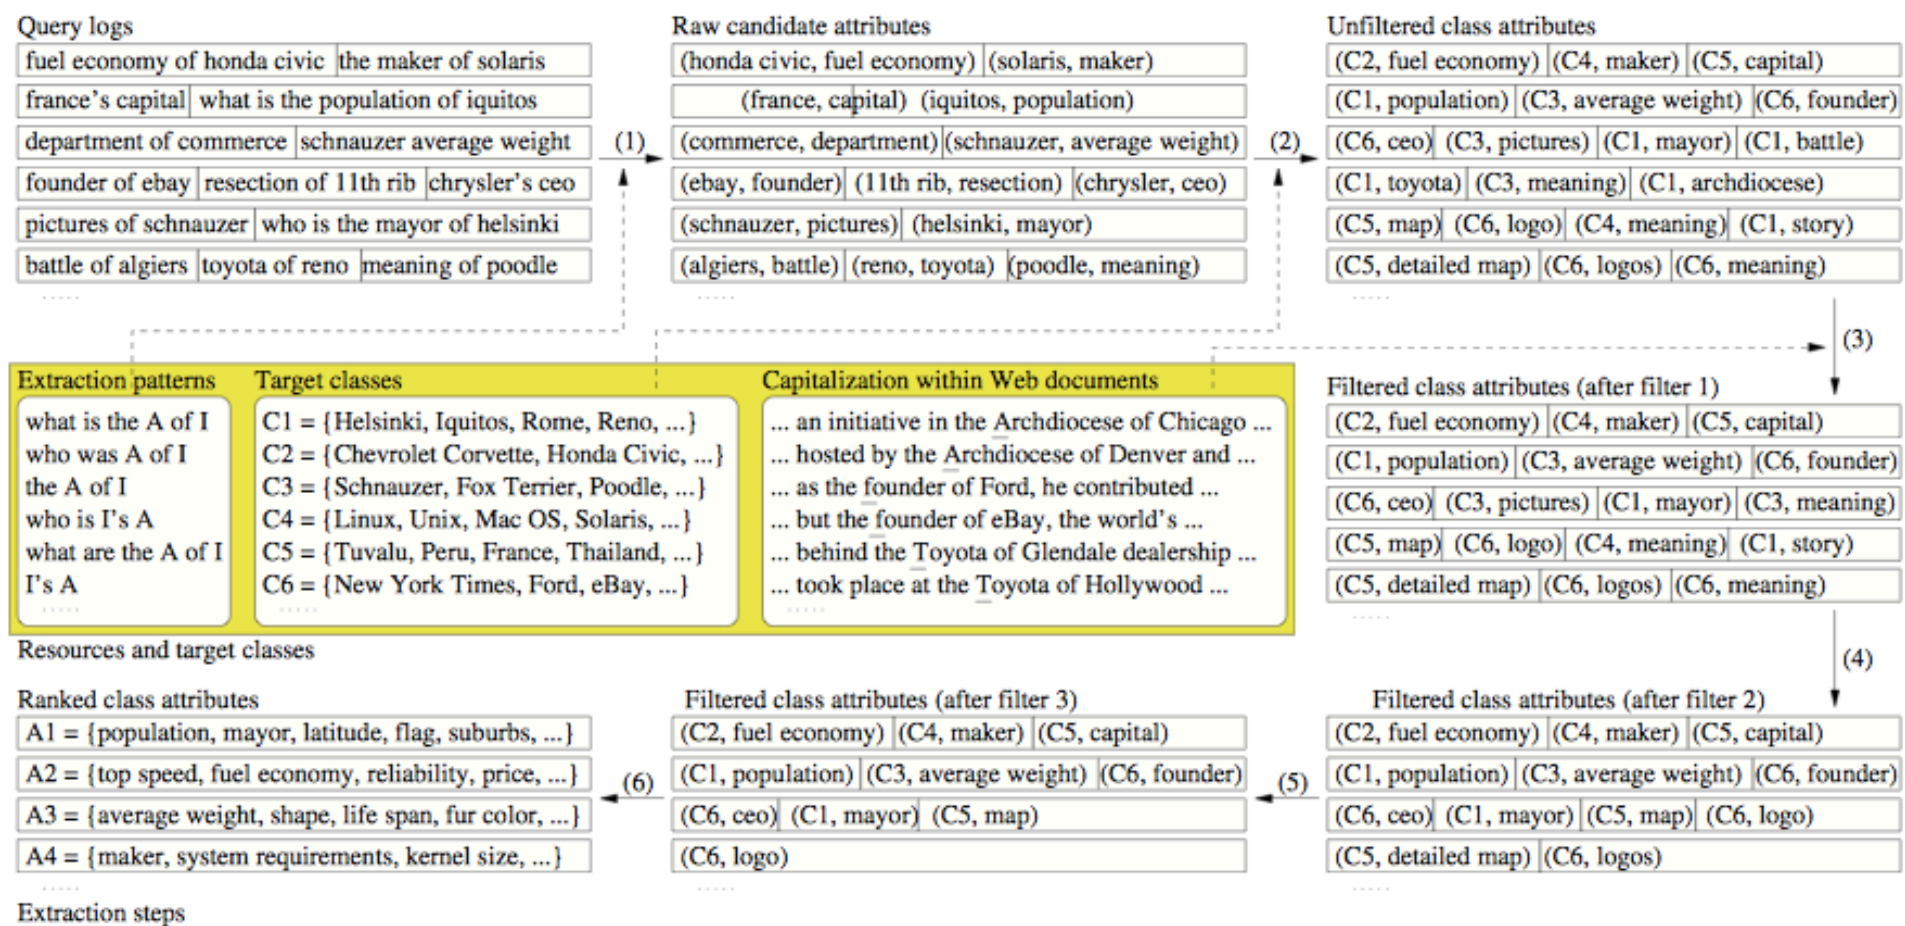 Query logs
fuel economy of honda civic the maker of solaris
france's capital what is the population of iquitos
department of commerce schnauzer average weight
founder of ebay resection of 11th rib chrysler's ceo
pictures of schnauzer who is the mayor of helsinki
battle of algiers toyota of reno meaning of poodle
.....
(1)
Raw candidate attributes
(honda civic, fuel economy) (solaris, maker)
(france, capital) (iquitos, population)
(commerce, department) (schnauzer, average weight)
(ebay, founder) (11th rib, resection) (chrysler, ceo)
(schnauzer, pictures) (helsinki, mayor)
(algiers, battle) (reno, toyota) (poodle, meaning)
.....
(2)
Unfiltered class attributes
(C2, fuel economy) (C4, maker) (C5, capital)
(C1, population) (C3, average weight) (C6, founder)
(C6, ceo) (C3, pictures) (C1, mayor) (C1, battle)
(C1, toyota) (C3, meaning) (C1, archdiocese)
(C5, map) (C6, logo) (C4, meaning) (C1, story)
(C5, detailed map) (C6, logos) (C6, meaning)
.....
(3)
Extraction patterns
what is the A of I
who was A of I
the A of I
who is I's A
what are the A of I
I's A
.....
Target classes
C1 = {Helsinki, Iquitos, Rome, Reno, ...}
C2 = {Chevrolet Corvette, Honda Civic, ...}
C3 = {Schnauzer, Fox Terrier, Poodle, ...}
C4 = {Linux, Unix, Mac OS, Solaris, ...}
C5 = {Tuvalu, Peru, France, Thailand, ...}
C6 = {New York Times, Ford, eBay, ...}
.....
Capitalization within Web documents
... an initiative in the Archdiocese of Chicago ...
... hosted by the Archdiocese of Denver and ...
... as the founder of Ford, he contributed ...
... but the founder of eBay, the world's ...
... behind the Toyota of Glendale dealership ...
... took place at the Toyota of Hollywood ...
.....
Resources and target classes
Filtered class attributes (after filter 1)
(C2, fuel economy) (C4, maker) (C5, capital)
(C1, population) (C3, average weight) (C6, founder)
(C6, ceo) (C3, pictures) (C1, mayor) (C3, meaning)
(C5, map) (C6, logo) (C4, meaning) (C1, story)
(C5, detailed map) (C6, logos) (C6, meaning)
.....
(4)
Filtered class attributes (after filter 2)
(C2, fuel economy) (C4, maker) (C5, capital)
(C1, population) (C3, average weight) (C6, founder)
(C6, ceo) (C1, mayor) (C5, map) (C6, logo)
(C5, detailed map) (C6, logos)
.....
(5)
Filtered class attributes (after filter 3)
(C2, fuel economy) (C4, maker) (C5, capital)
(C1, population) (C3, average weight) (C6, founder)
(C6, ceo) (C1, mayor) (C5, map)
(C6, logo)
.....
(6)
Ranked class attributes
A1 = {population, mayor, latitude, flag, suburbs, ...}
A2 = {top speed, fuel economy, reliability, price, ...}
A3 = {average weight, shape, life span, fur color, ...}
A4 = {maker, system requirements, kernel size, ...}
.....
Extraction steps